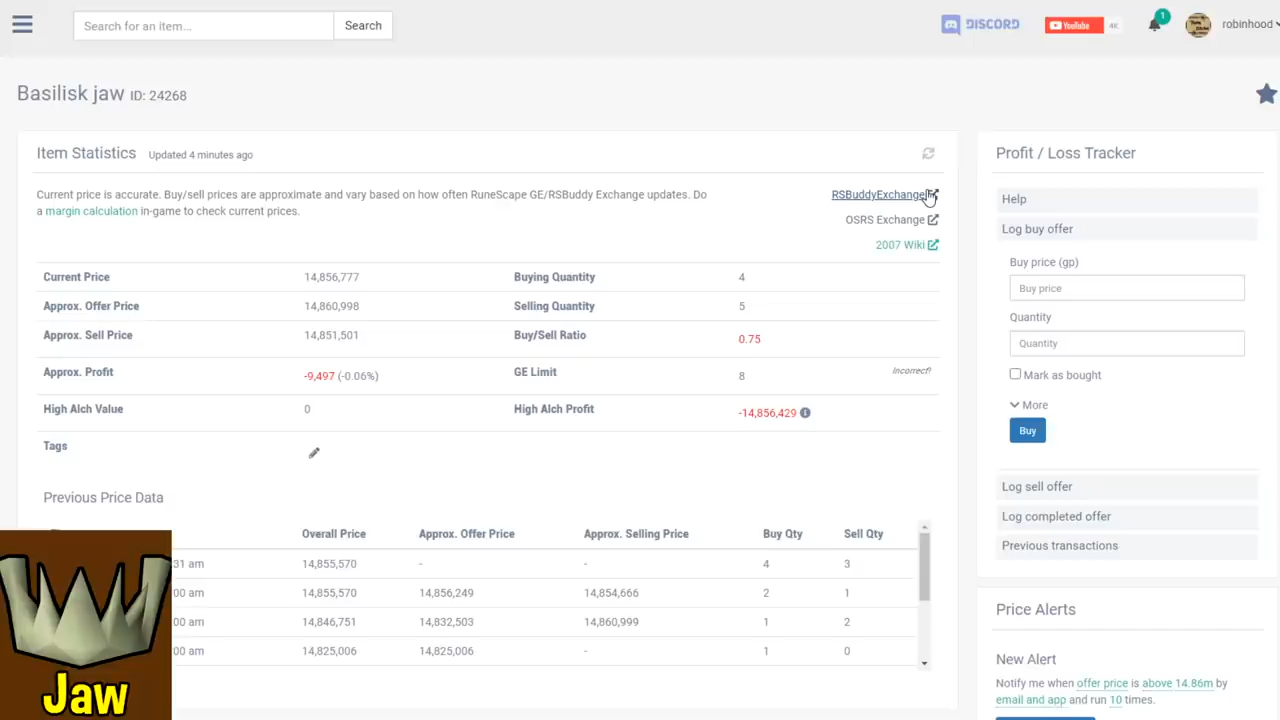 Search for an item...
Search
DISCORD
YouTube
4K
1
robinhood
Basilisk jaw ID: 24268
Item Statistics Updated 4 minutes ago
Current price is accurate. Buy/sell prices are approximate and vary based on how often RuneScape GE/RSBuddy Exchange updates. Do
a margin calculation in-game to check current prices.
RSBuddyExchange
OSRS Exchange
2007 Wiki
Current Price 14,856,777 Buying Quantity 4
Approx. Offer Price 14,860,998 Selling Quantity 5
Approx. Sell Price 14,851,501 Buy/Sell Ratio 0.75
Approx. Profit -9,497 (-0.06%) GE Limit 8 Incorrect?
High Alch Value 0 High Alch Profit -14,856,429
Tags
Previous Price Data
Overall Price Approx. Offer Price Approx. Selling Price Buy Qty Sell Qty
31 am 14,855,570 - - 4 3
00 am 14,855,570 14,856,249 14,854,666 2 1
00 am 14,846,751 14,832,503 14,860,999 1 2
00 am 14,825,006 14,825,006 - 1 0
Jaw
Profit / Loss Tracker
Help
Log buy offer
Buy price (gp)
Buy price
Quantity
Quantity
Mark as bought
More
Buy
Log sell offer
Log completed offer
Previous transactions
Price Alerts
New Alert
Notify me when offer price is above 14.86m by
email and app and run 10 times.